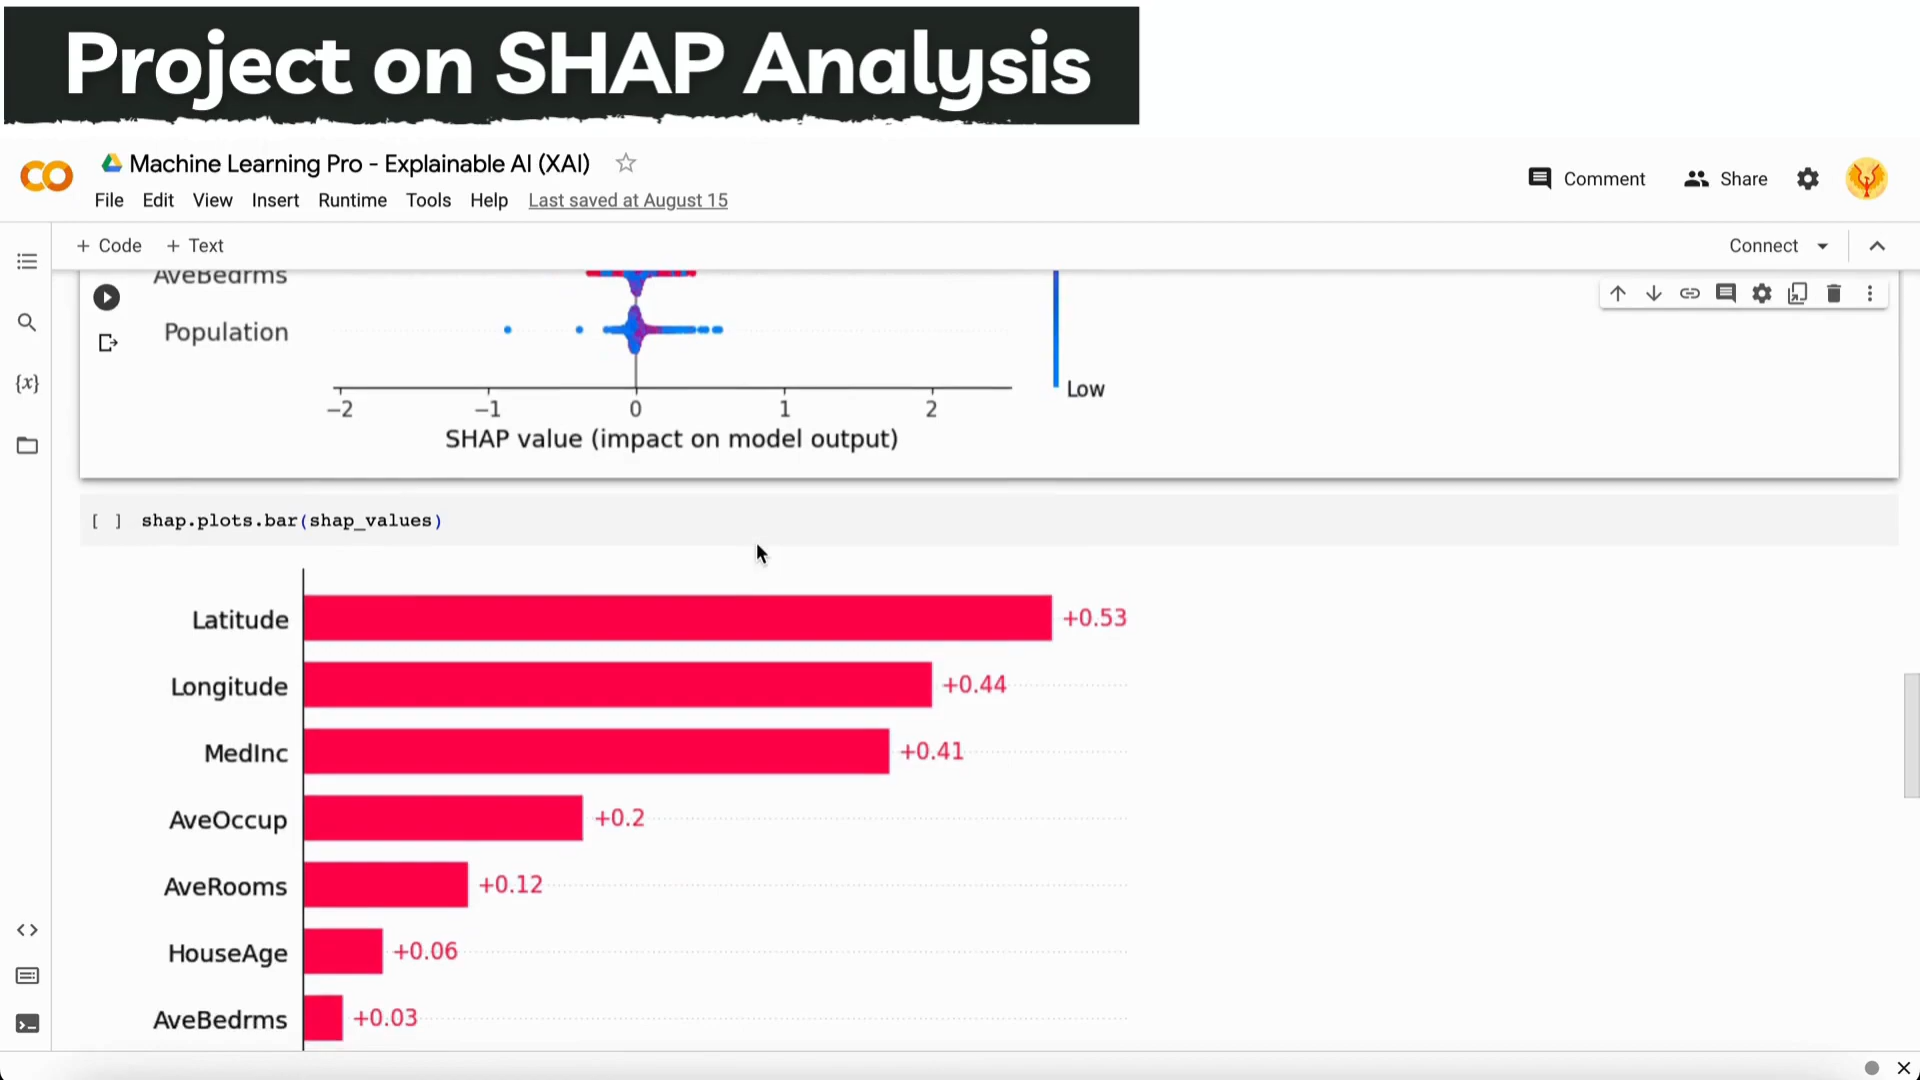 Project on SHAP Analysis
Machine Learning Pro - Explainable AI (XAI)
Comment
Share
File Edit View Insert Runtime Tools Help Last saved at August 15
+ Code + Text
Connect
AveBedrms
Population
Low
−2 −1 0 1 2
SHAP value (impact on model output)
[ ] shap.plots.bar(shap_values)
Latitude +0.53
Longitude +0.44
MedInc +0.41
AveOccup +0.2
AveRooms +0.12
HouseAge +0.06
AveBedrms +0.03